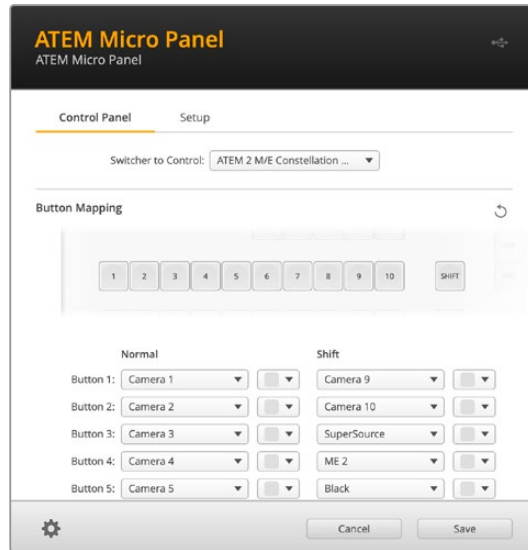 ATEM Micro Panel
ATEM Micro Panel
Control Panel Setup
Switcher to Control: ATEM 2 M/E Constellation ...
Button Mapping
1 2 3 4 5 6 7 8 9 10 SHIFT
Normal Shift
Button 1: Camera 1 Camera 9
Button 2: Camera 2 Camera 10
Button 3: Camera 3 SuperSource
Button 4: Camera 4 ME 2
Button 5: Camera 5 Black
Cancel Save